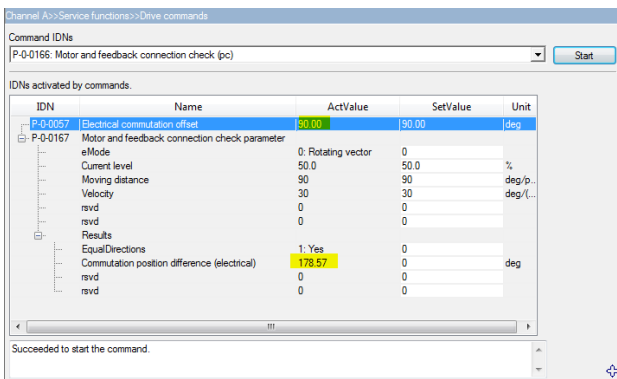 Channel A>>Service functions>>Drive commands
Command IDNs
P-0-0166: Motor and feedback connection check (pc) Start
IDNs activated by commands.
IDN Name ActValue SetValue Unit
P-0-0057 Electrical commutation offset 90.00 90.00 deg
P-0-0167 Motor and feedback connection check parameter
eMode 0: Rotating vector 0
Current level 50.0 50.0 %
Moving distance 90 90 deg/p...
Velocity 30 30 deg/(...
rsvd 0 0
rsvd 0 0
Results
EqualDirections 1: Yes 0
Commutation position difference (electrical) 178.57 0 deg
rsvd 0 0
rsvd 0 0
Succeeded to start the command.